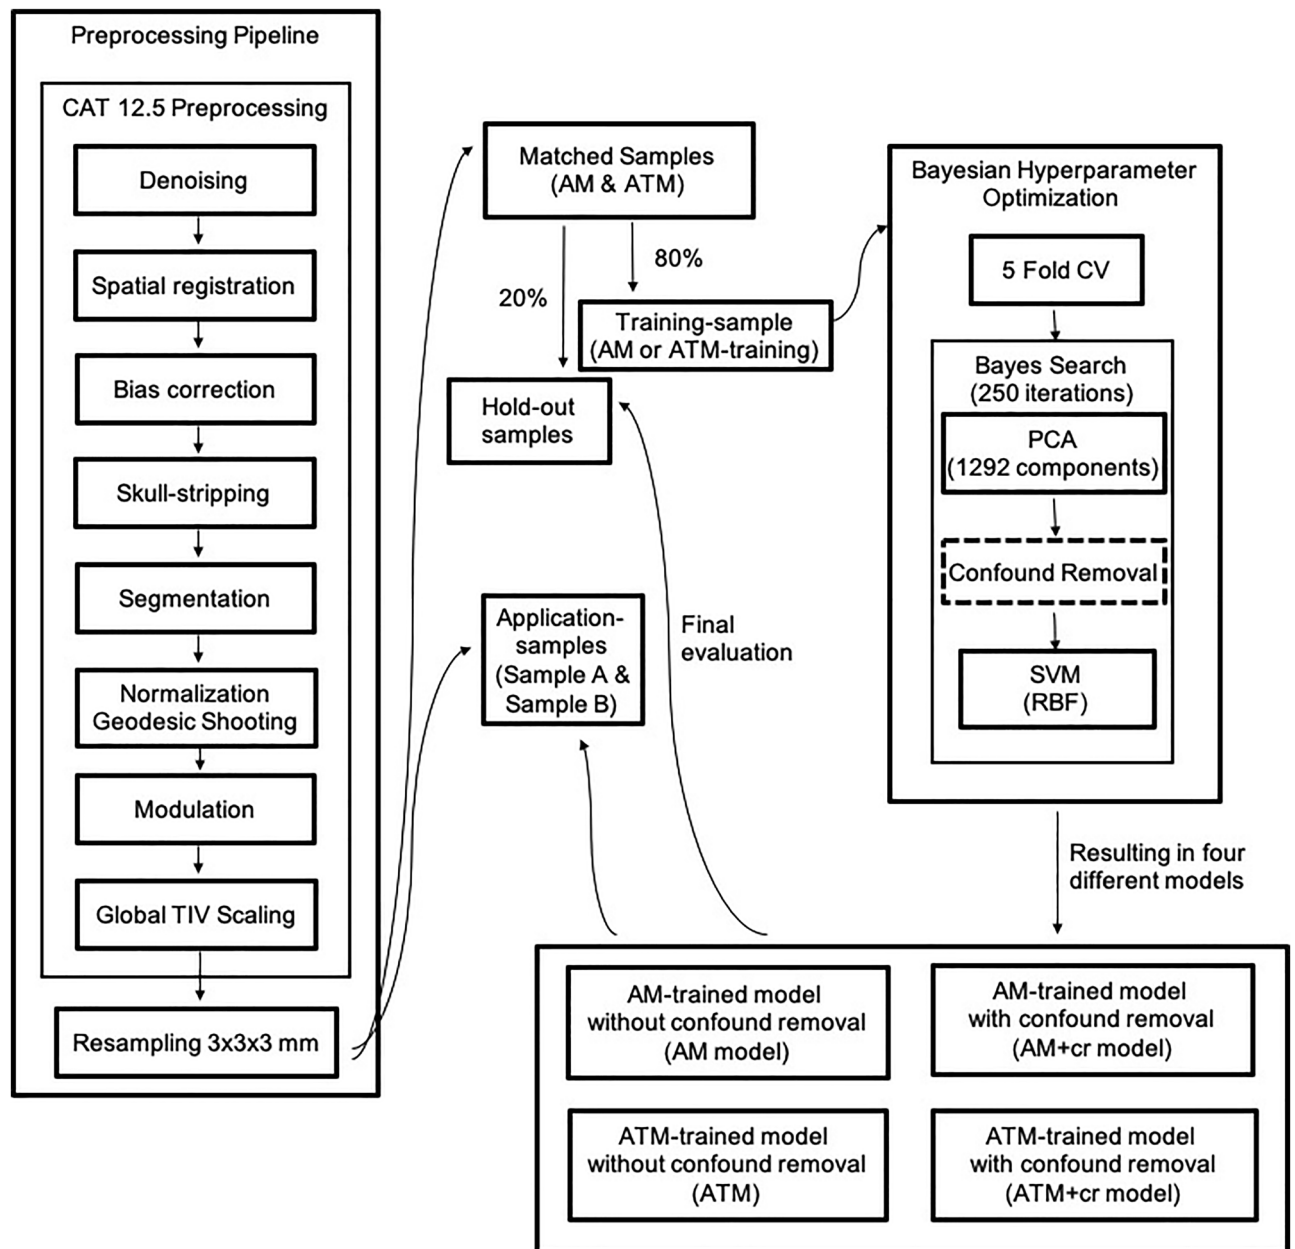 Preprocessing Pipeline
CAT 12.5 Preprocessing
Denoising
Spatial registration
Bias correction
Skull-stripping
Segmentation
Normalization
Geodesic Shooting
Modulation
Global TIV Scaling
Resampling 3x3x3 mm
Matched Samples
(AM & ATM)
80%
20%
Training-sample
(AM or ATM-training)
Hold-out
samples
Application-
samples
(Sample A &
Sample B)
Final
evaluation
Bayesian Hyperparameter
Optimization
5 Fold CV
Bayes Search
(250 iterations)
PCA
(1292 components)
Confound Removal
SVM
(RBF)
Resulting in four
different models
AM-trained model
without confound removal
(AM model)
AM-trained model
with confound removal
(AM+cr model)
ATM-trained model
without confound removal
(ATM)
ATM-trained model
with confound removal
(ATM+cr model)